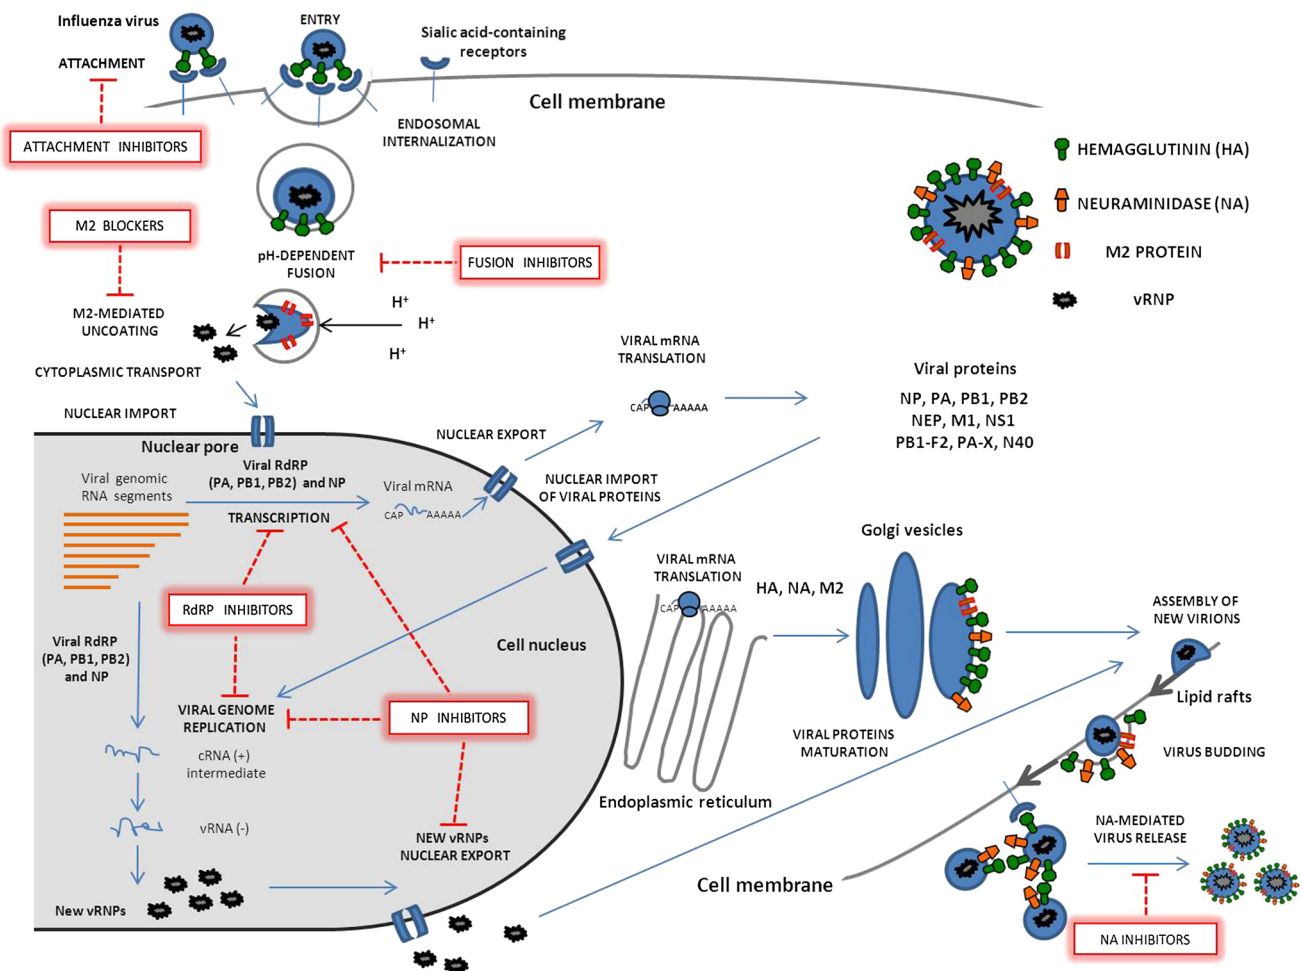 Influenza virus
ENTRY
Sialic acid-containing
receptors
ATTACHMENT
Cell membrane
ATTACHMENT INHIBITORS
ENDOSOMAL
INTERNALIZATION
HEMAGGLUTININ (HA)
NEURAMINIDASE (NA)
M2 PROTEIN
vRNP
M2 BLOCKERS
pH-DEPENDENT
FUSION
FUSION INHIBITORS
M2-MEDIATED
UNCOATING
H+
H+
H+
CYTOPLASMIC TRANSPORT
NUCLEAR IMPORT
VIRAL mRNA
TRANSLATION
CAP
AAAAA
Viral proteins
NP, PA, PB1, PB2
NEP, M1, NS1
PB1-F2, PA-X, N40
Nuclear pore
NUCLEAR EXPORT
Viral genomic
RNA segments
Viral RdRP
(PA, PB1, PB2) and NP
Viral mRNA
CAP
AAAAA
NUCLEAR IMPORT
OF VIRAL PROTEINS
TRANSCRIPTION
RdRP INHIBITORS
Viral RdRP
(PA, PB1, PB2)
and NP
Cell nucleus
VIRAL GENOME
REPLICATION
NP INHIBITORS
cRNA (+)
intermediate
vRNA (-)
NEW vRNPs
NUCLEAR EXPORT
New vRNPs
VIRAL mRNA
TRANSLATION
CAP
AAAAA
HA, NA, M2
Golgi vesicles
Endoplasmic reticulum
VIRAL PROTEINS
MATURATION
ASSEMBLY OF
NEW VIRIONS
Lipid rafts
VIRUS BUDDING
NA-MEDIATED
VIRUS RELEASE
Cell membrane
NA INHIBITORS